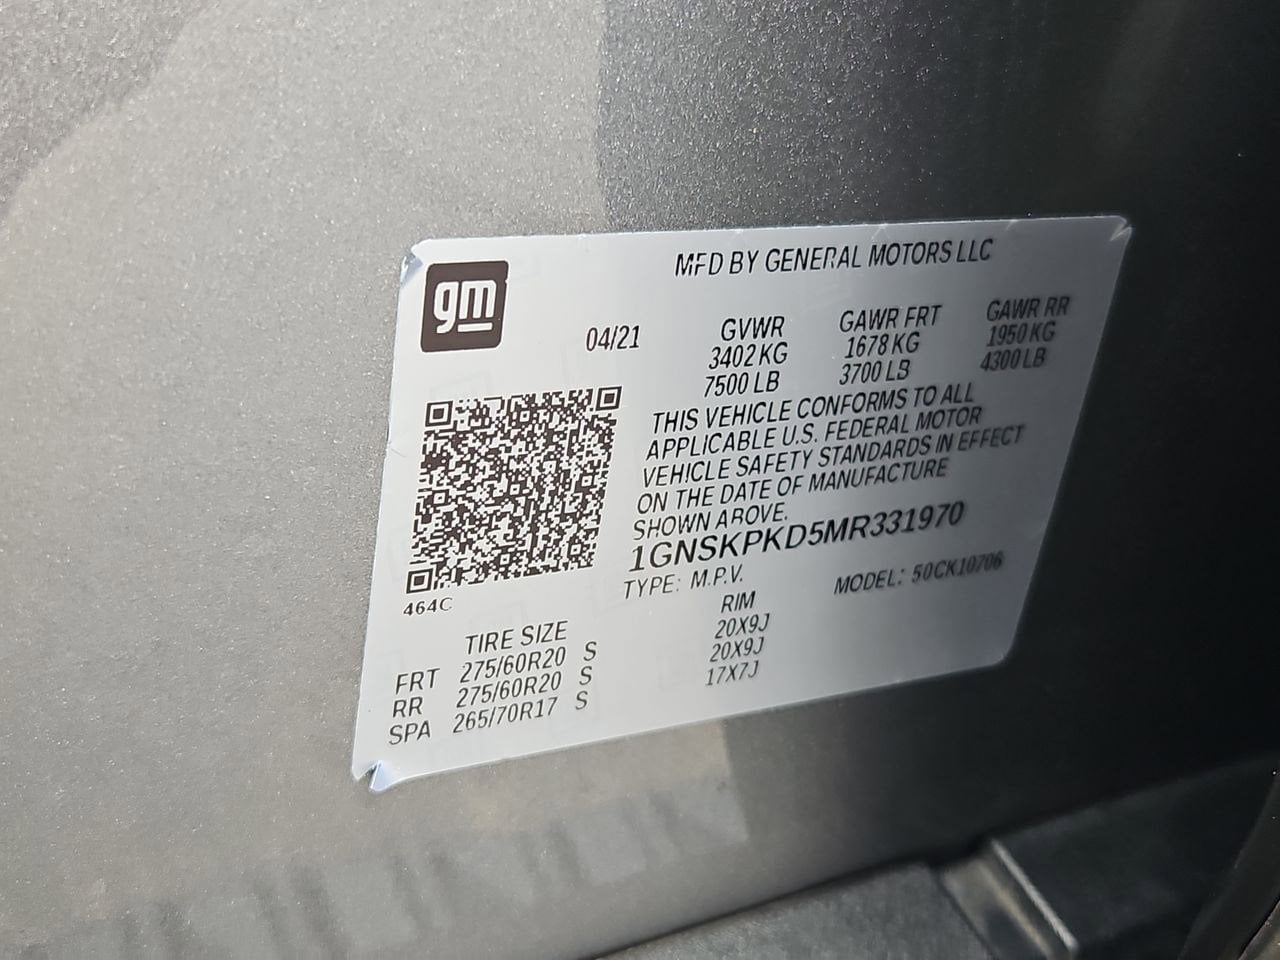 gm
MFD BY GENERAL MOTORS LLC
04/21
GVWR GAWR FRT GAWR RR
3402 KG 1678 KG 1950 KG
7500 LB 3700 LB 4300 LB
THIS VEHICLE CONFORMS TO ALL
APPLICABLE U.S. FEDERAL MOTOR
VEHICLE SAFETY STANDARDS IN EFFECT
ON THE DATE OF MANUFACTURE
SHOWN ABOVE.
1GNSKPKD5MR331970
TYPE: M.P.V. MODEL: 50CK10706
464C
TIRE SIZE RIM
FRT 275/60R20 S 20X9J
RR 275/60R20 S 20X9J
SPA 265/70R17 S 17X7J